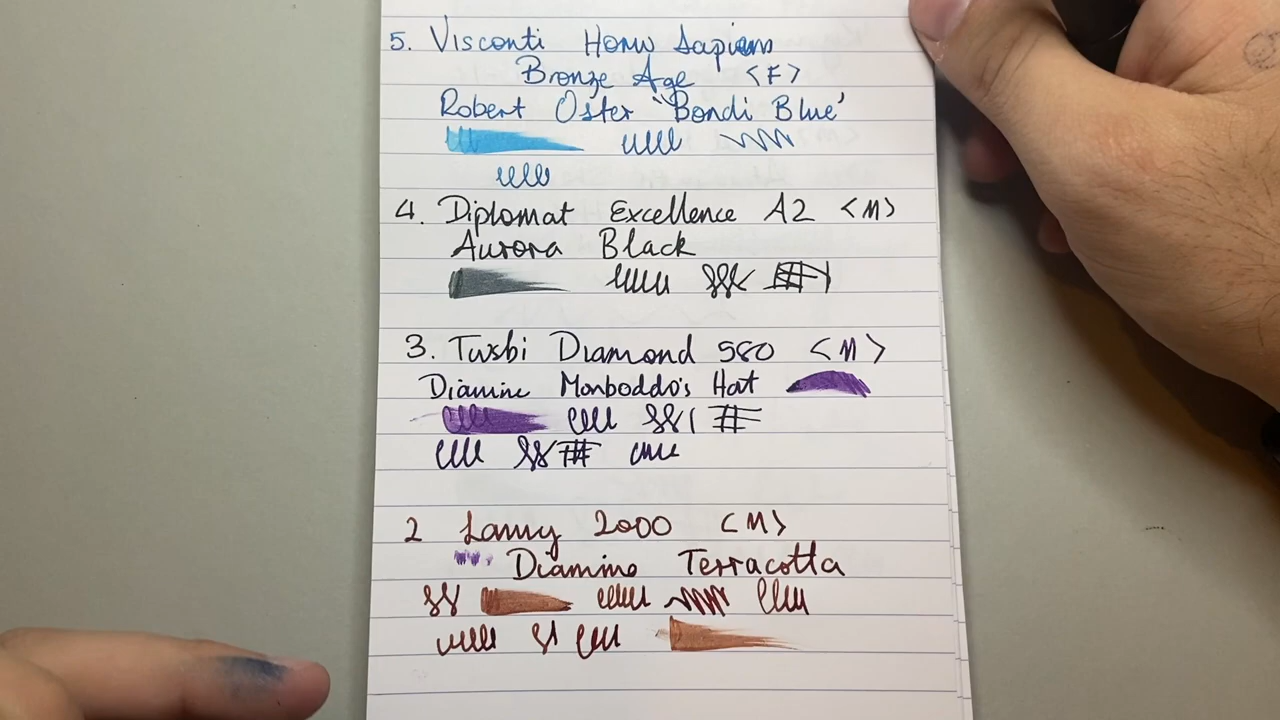 5. Visconti Homo Sapiens
Bronze Age <F>
Robert Oster 'Bondi Blue'
4. Diplomat Excellence A2 <M>
Aurora Black
3. Twsbi Diamond 580 <M>
Diamine Monboddo's Hat
2 Lamy 2000 <M>
Diamine Terracotta